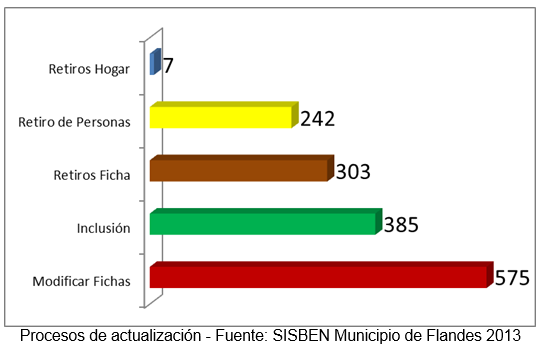 Retiros Hogar 7
Retiro de Personas 242
Retiros Ficha 303
Inclusión 385
Modificar Fichas 575
Procesos de actualización - Fuente: SISBEN Municipio de Flandes 2013